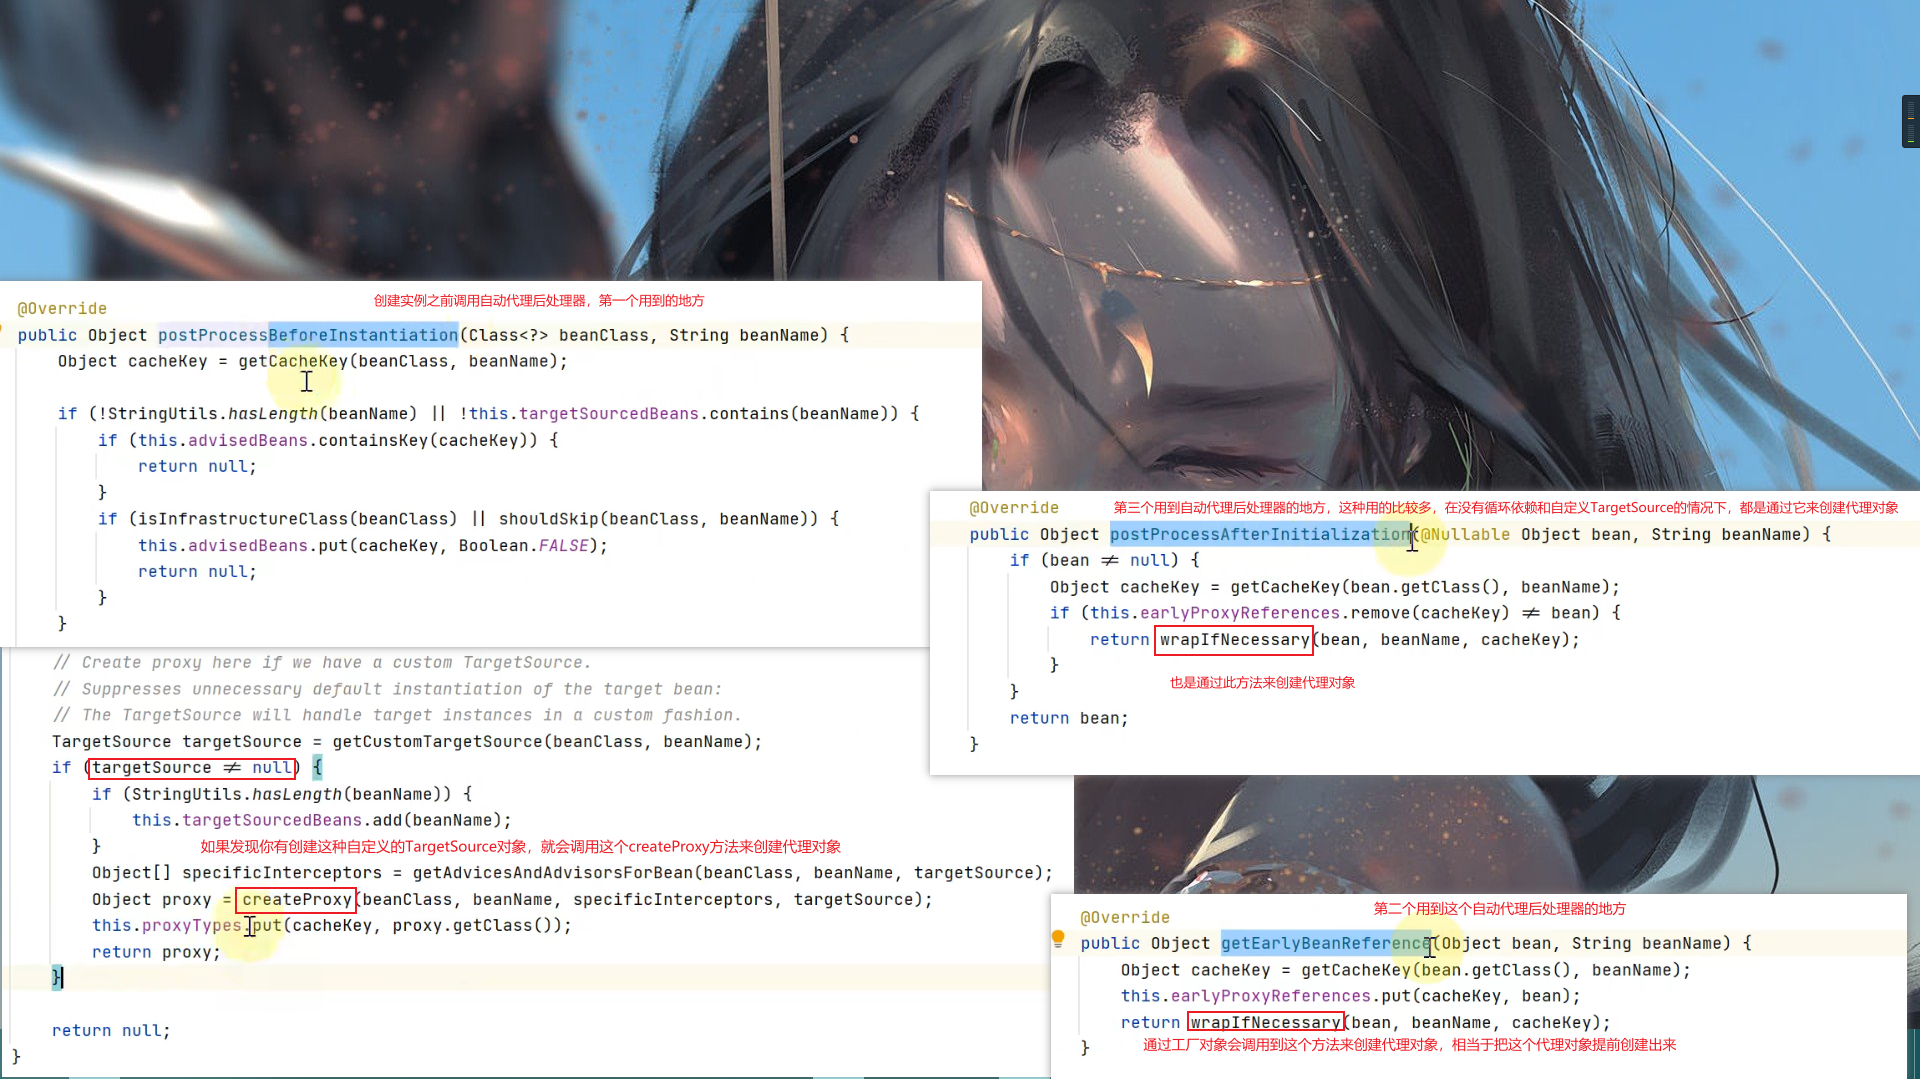 @Override
创建实例之前调用自动代理后处理器，第一个用到的地方
public Object postProcessBeforeInstantiation(Class<?> beanClass, String beanName) {
Object cacheKey = getCacheKey(beanClass, beanName);
if (!StringUtils.hasLength(beanName) || !this.targetSourcedBeans.contains(beanName)) {
if (this.advisedBeans.containsKey(cacheKey)) {
return null;
}
if (isInfrastructureClass(beanClass) || shouldSkip(beanClass, beanName)) {
this.advisedBeans.put(cacheKey, Boolean.FALSE);
return null;
}
}
// Create proxy here if we have a custom TargetSource.
// Suppresses unnecessary default instantiation of the target bean:
// The TargetSource will handle target instances in a custom fashion.
TargetSource targetSource = getCustomTargetSource(beanClass, beanName);
if (targetSource ≠ null) {
if (StringUtils.hasLength(beanName)) {
this.targetSourcedBeans.add(beanName);
}
如果发现你有创建这种自定义的TargetSource对象，就会调用这个createProxy方法来创建代理对象
Object[] specificInterceptors = getAdvicesAndAdvisorsForBean(beanClass, beanName, targetSource);
Object proxy = createProxy(beanClass, beanName, specificInterceptors, targetSource);
this.proxyTypes.put(cacheKey, proxy.getClass());
return proxy;
}
return null;
}
@Override
第三个用到自动代理后处理器的地方，这种用的比较多，在没有循环依赖和自定义TargetSource的情况下，都是通过它来创建代理对象
public Object postProcessAfterInitialization(@Nullable Object bean, String beanName) {
if (bean ≠ null) {
Object cacheKey = getCacheKey(bean.getClass(), beanName);
if (this.earlyProxyReferences.remove(cacheKey) ≠ bean) {
return wrapIfNecessary(bean, beanName, cacheKey);
}
也是通过此方法来创建代理对象
}
return bean;
}
第二个用到这个自动代理后处理器的地方
@Override
public Object getEarlyBeanReference(Object bean, String beanName) {
Object cacheKey = getCacheKey(bean.getClass(), beanName);
this.earlyProxyReferences.put(cacheKey, bean);
return wrapIfNecessary(bean, beanName, cacheKey);
}
通过工厂对象会调用到这个方法来创建代理对象，相当于把这个代理对象提前创建出来